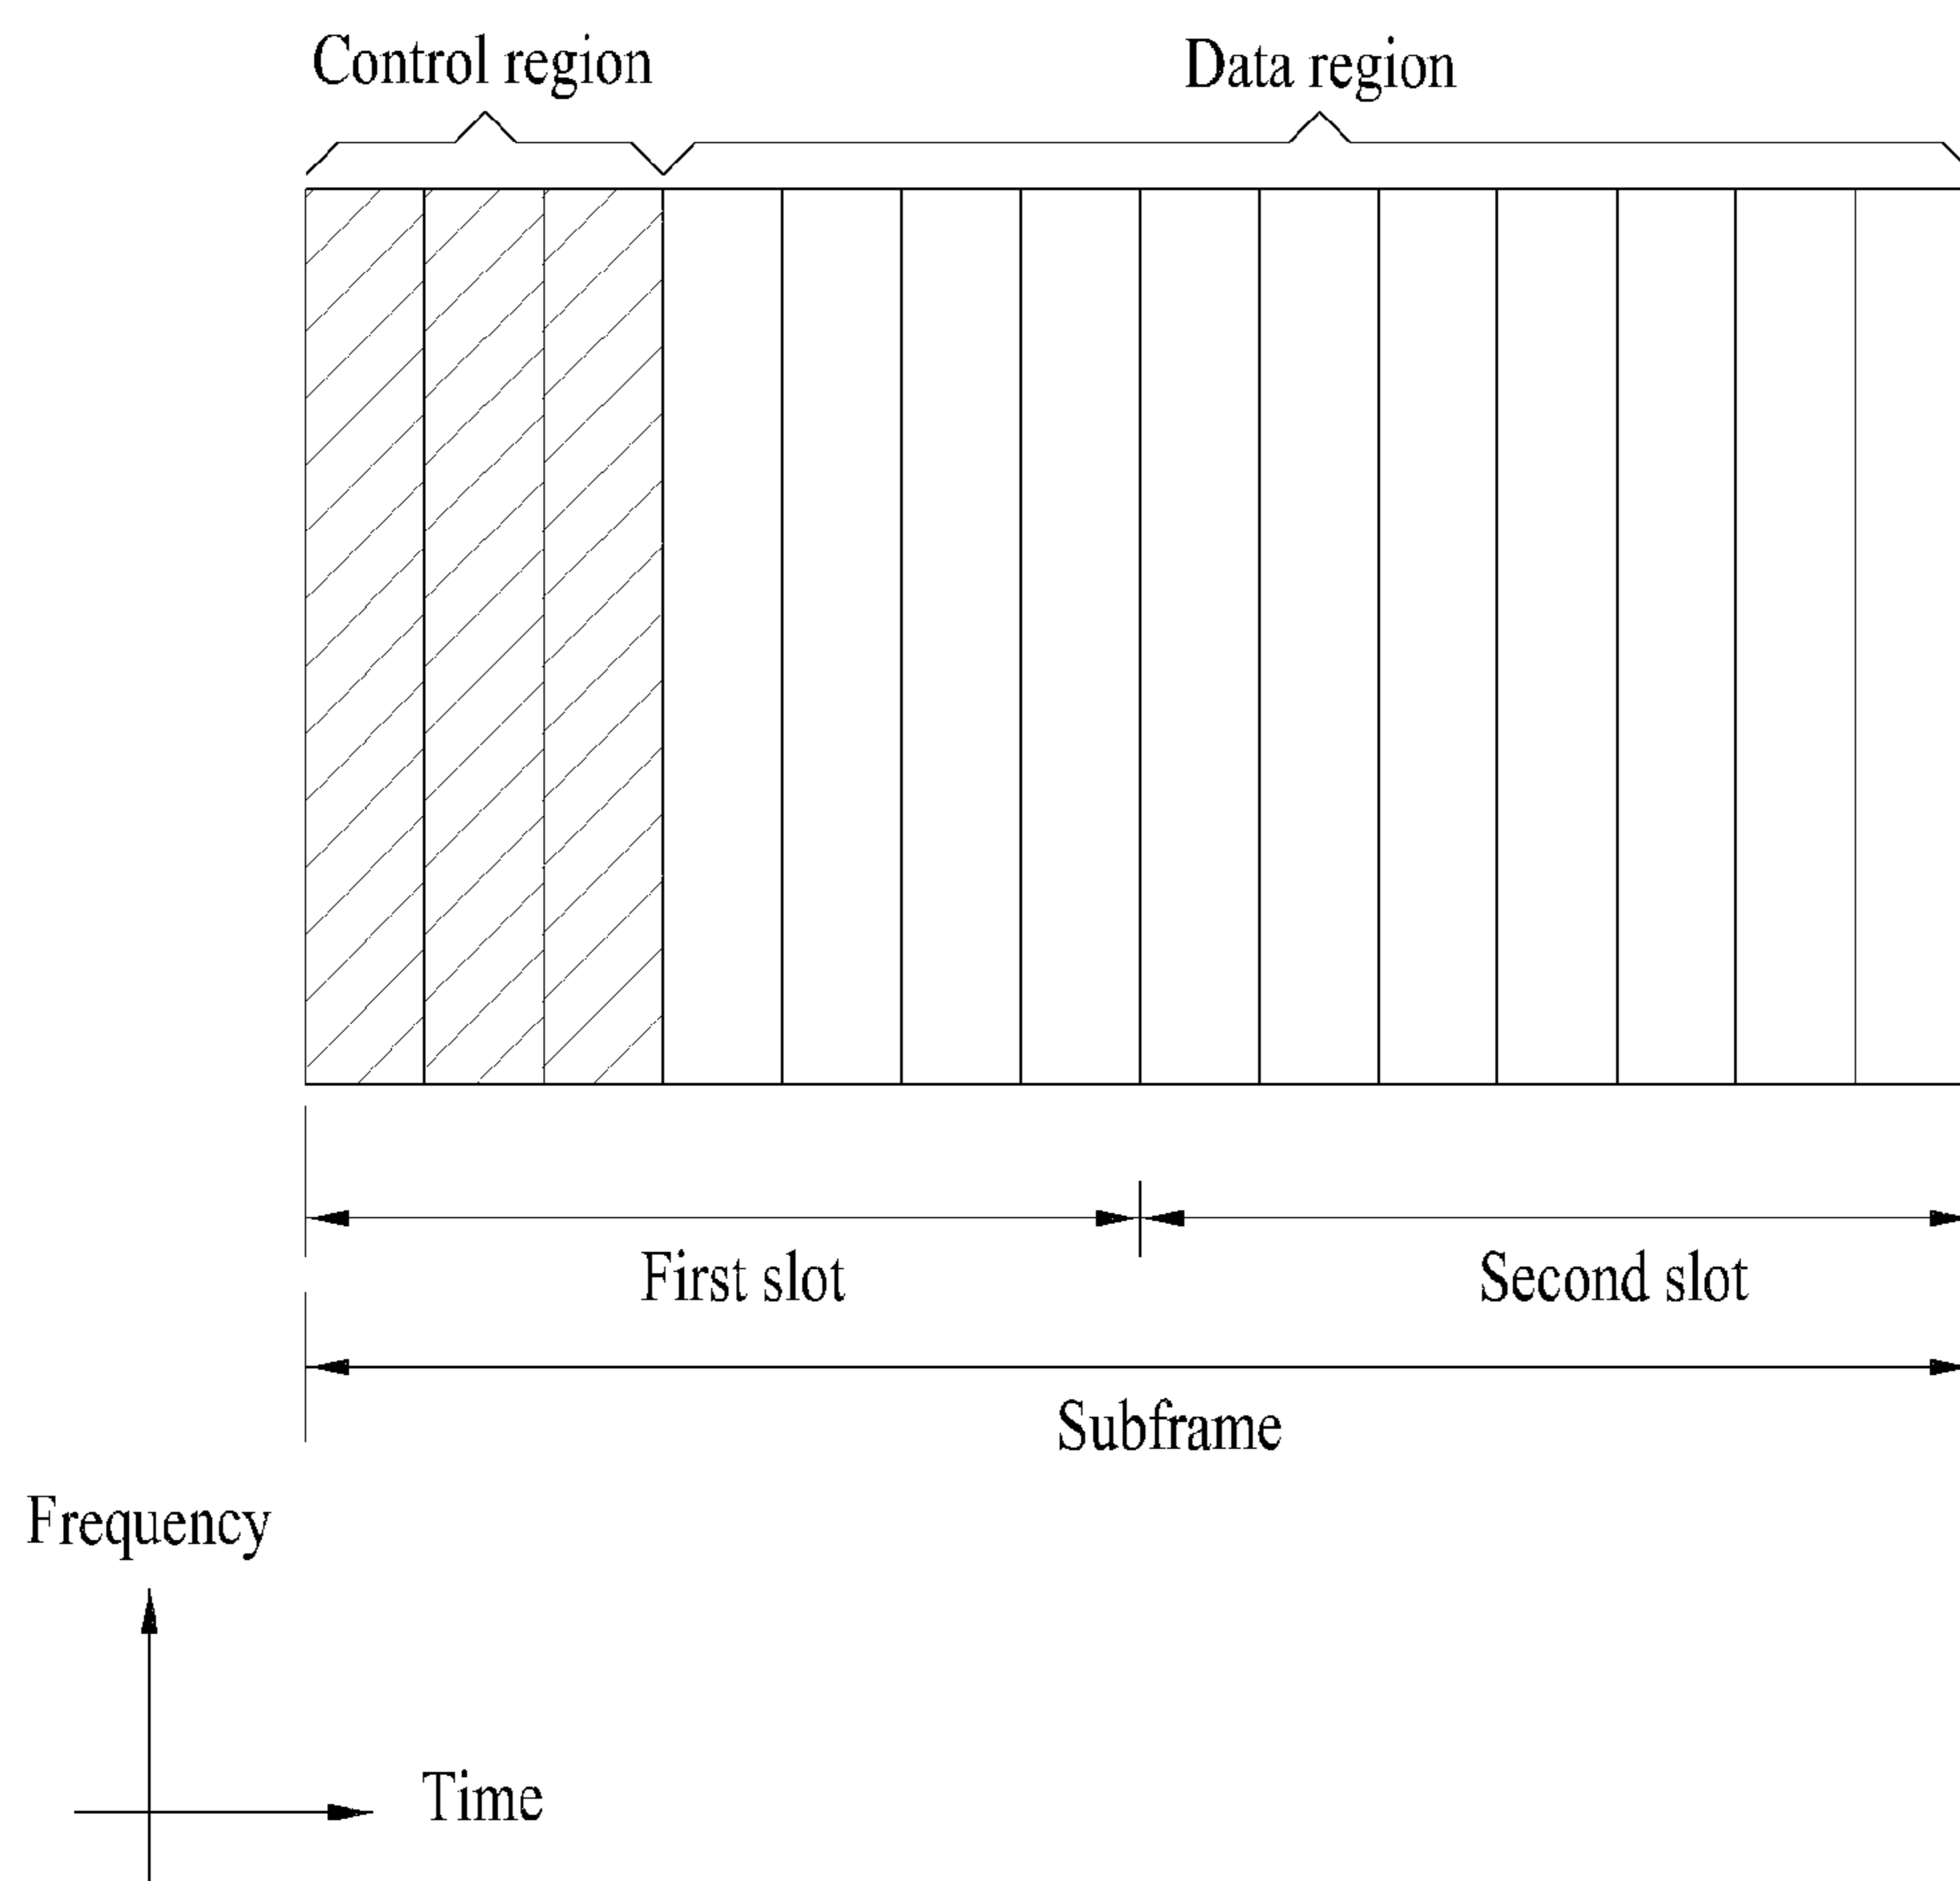 Control region
Data region
First slot
Second slot
Subframe
Frequency
Time